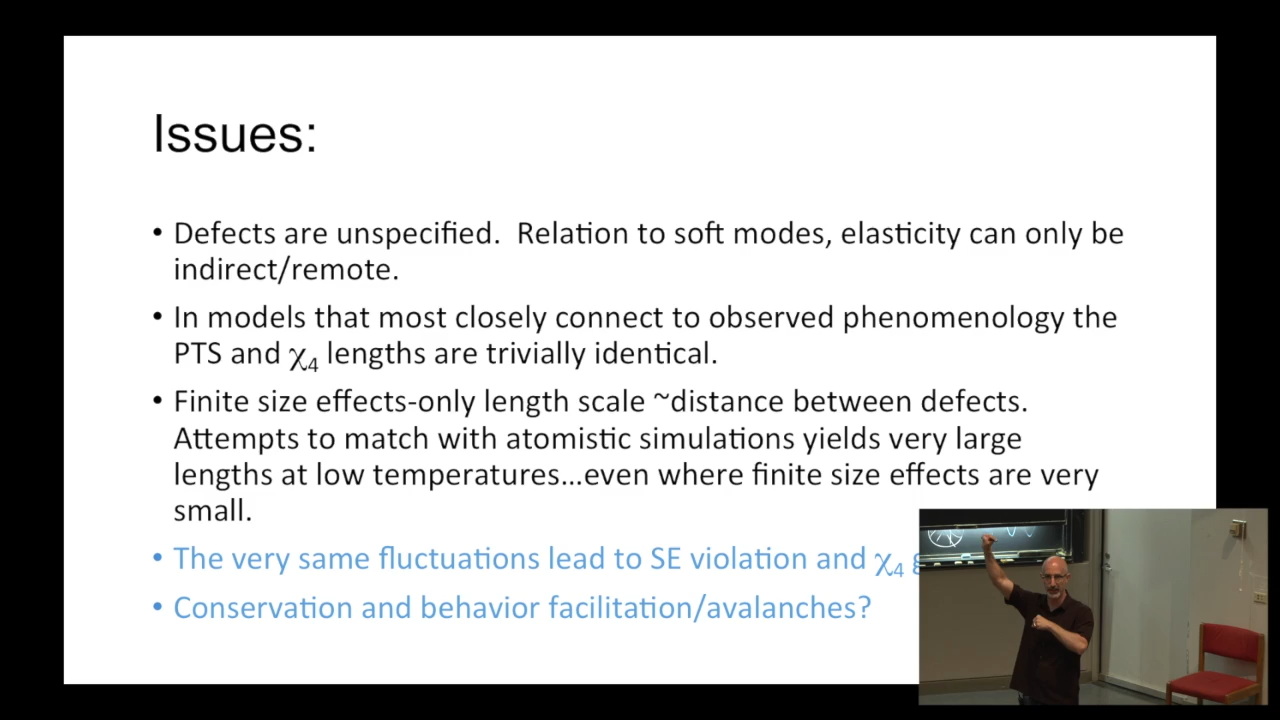 Issues:
• Defects are unspecified.  Relation to soft modes, elasticity can only be
indirect/remote.
• In models that most closely connect to observed phenomenology the
PTS and χ₄ lengths are trivially identical.
• Finite size effects-only length scale ~distance between defects.
Attempts to match with atomistic simulations yields very large
lengths at low temperatures...even where finite size effects are very
small.
• The very same fluctuations lead to SE violation and χ₄
• Conservation and behavior facilitation/avalanches?